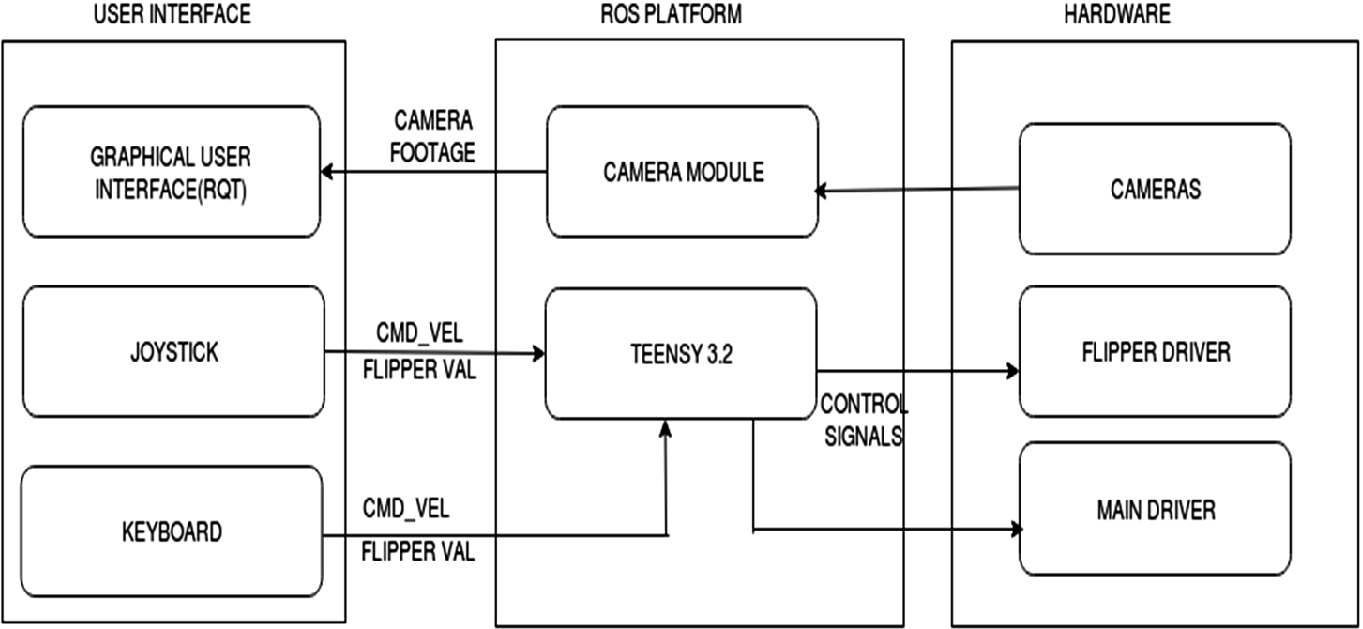 USER INTERFACE
ROS PLATFORM
HARDWARE
GRAPHICAL USER
INTERFACE(RQT)
CAMERA
FOOTAGE
CAMERA MODULE
CAMERAS
JOYSTICK
CMD_VEL
FLIPPER VAL
TEENSY 3.2
CONTROL
SIGNALS
FLIPPER DRIVER
KEYBOARD
CMD_VEL
FLIPPER VAL
MAIN DRIVER